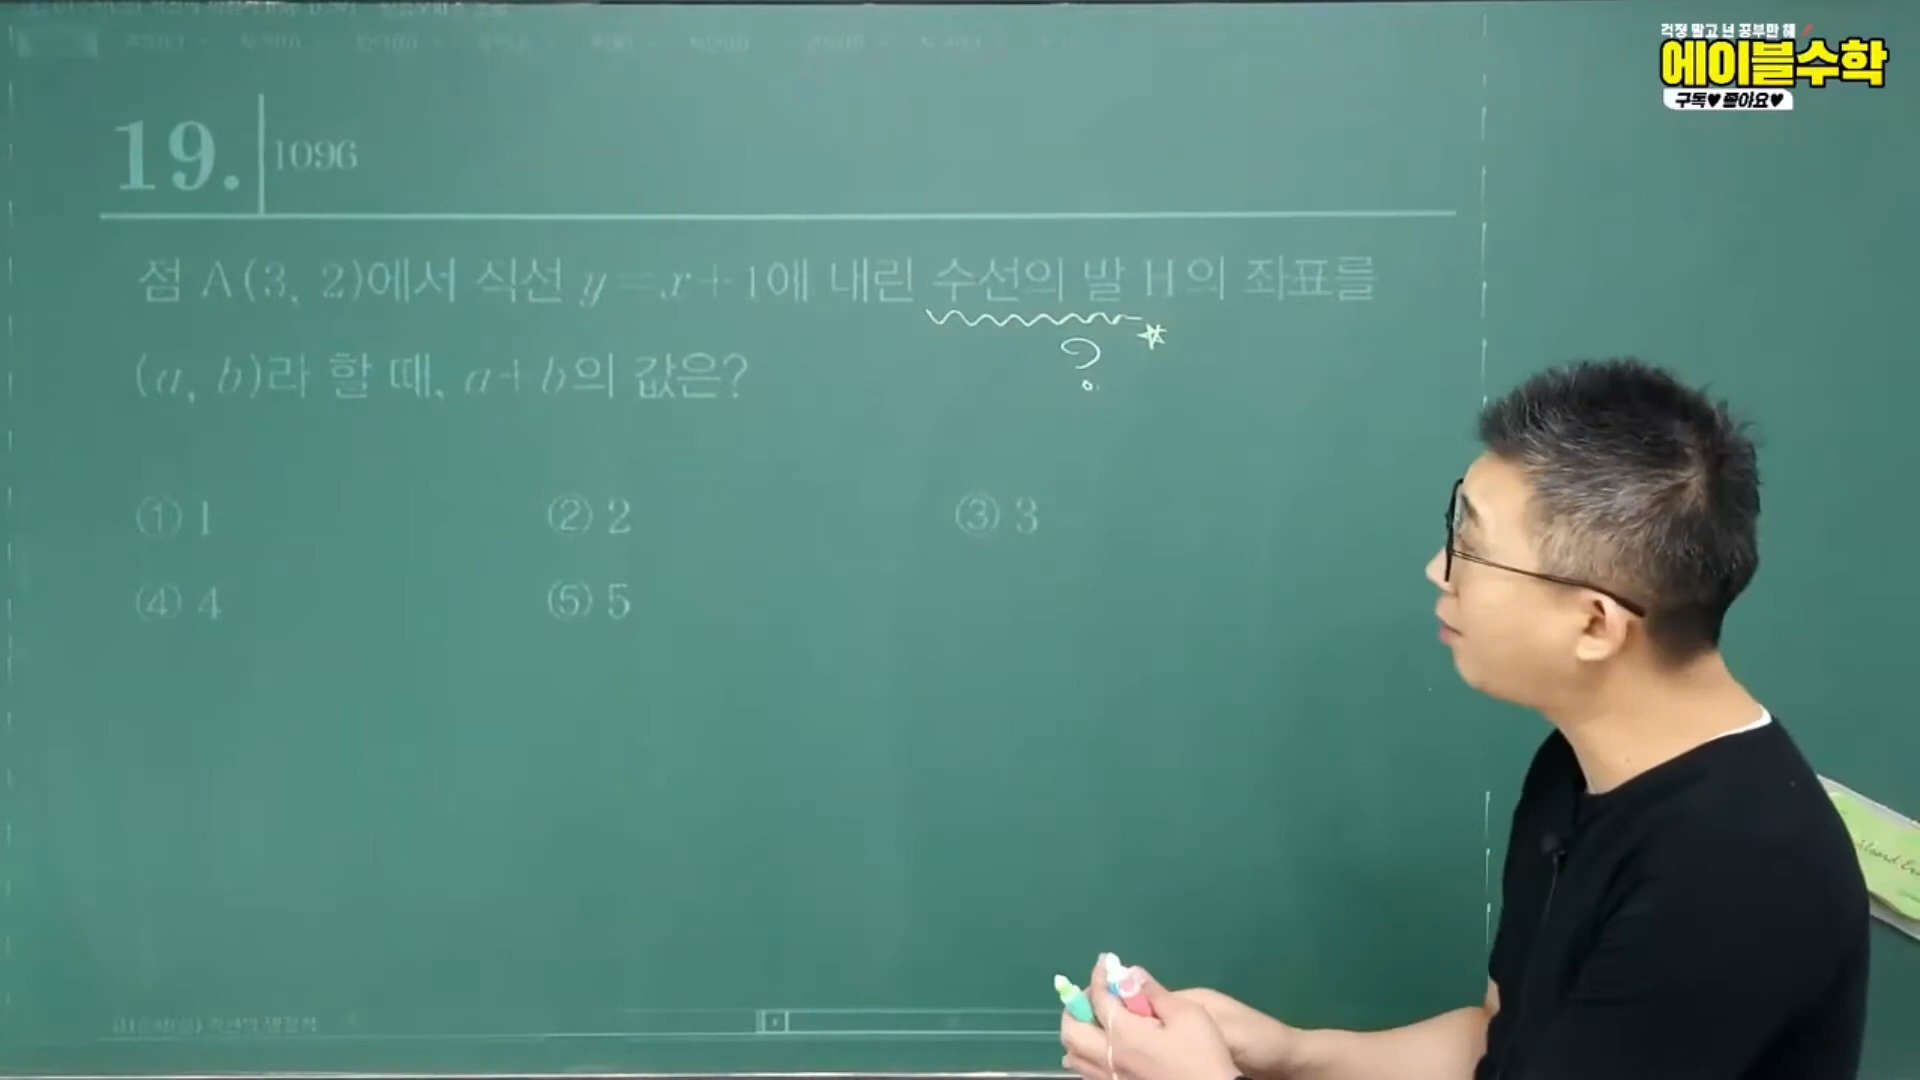 걱정 말고 넌 공부만 해
에이블수학
구독♥ 좋아요♥
19. 1096
점 A(3, 2)에서 직선 y=x+1에 내린 수선의 발 H의 좌표를
?
(a, b)라 할 때, a+b의 값은?
① 1 ② 2 ③ 3
④ 4 ⑤ 5